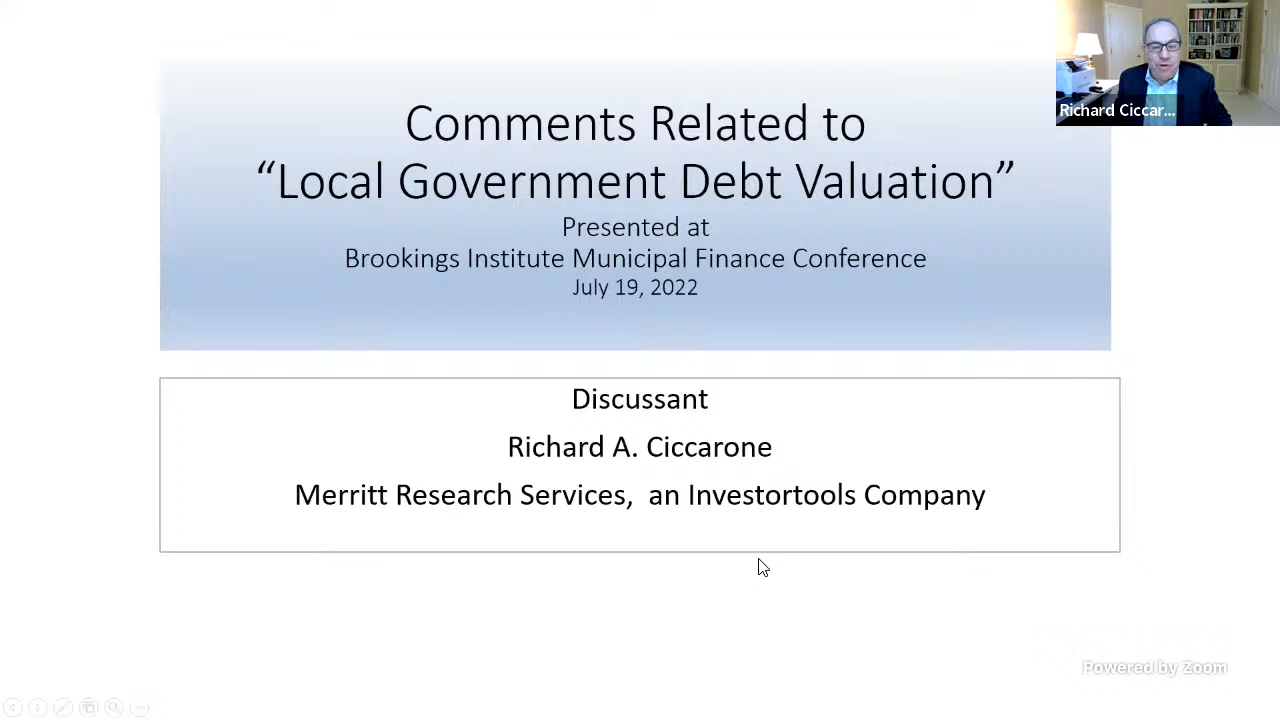 Comments Related to
“Local Government Debt Valuation”
Presented at
Brookings Institute Municipal Finance Conference
July 19, 2022
Richard Ciccar...
Discussant
Richard A. Ciccarone
Merritt Research Services, an Investortools Company
Powered by Zoom